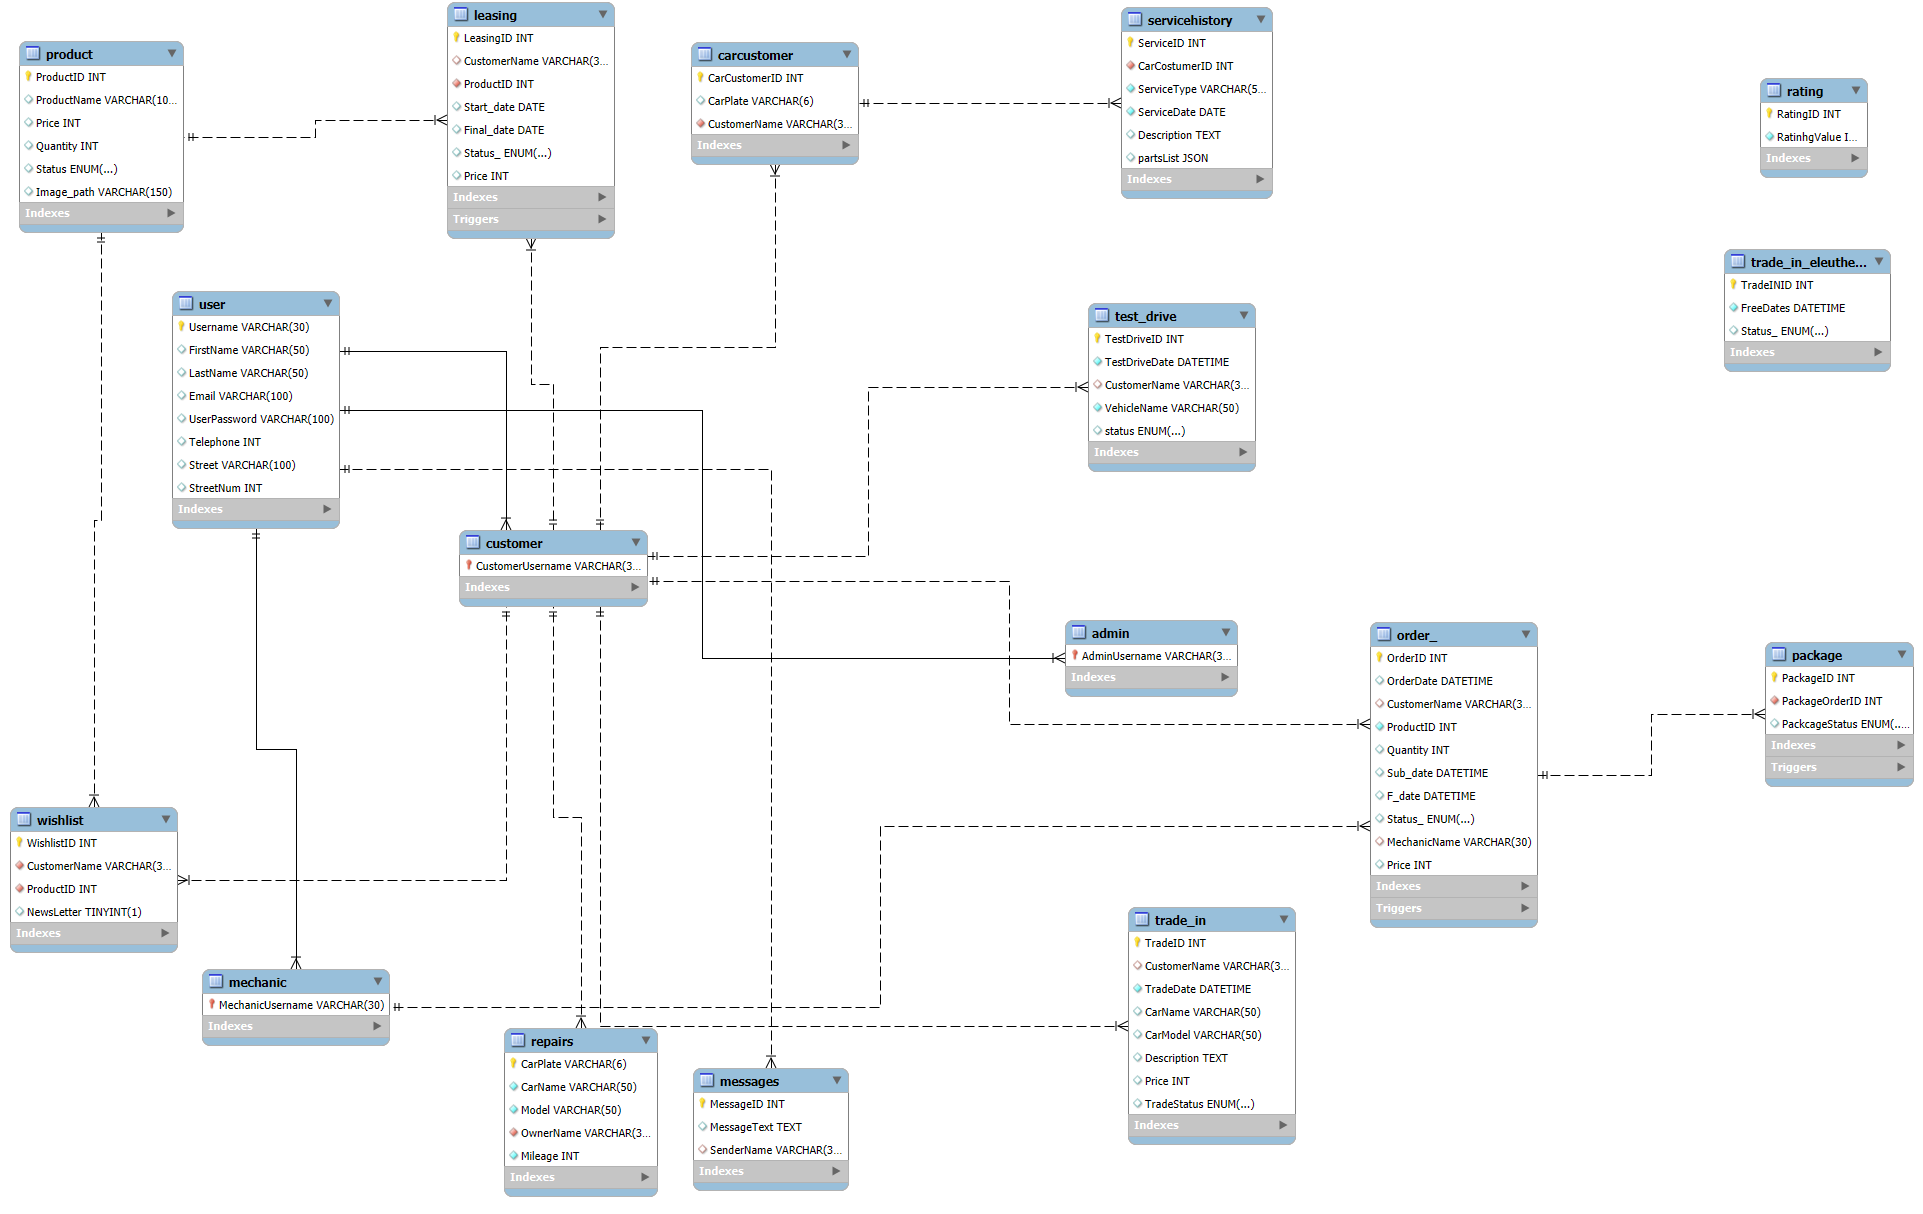 product
ProductID INT
ProductName VARCHAR(10...
Price INT
Quantity INT
Status ENUM(...)
Image_path VARCHAR(150)
Indexes
leasing
LeasingID INT
CustomerName VARCHAR(3...
ProductID INT
Start_date DATE
Final_date DATE
Status_ ENUM(...)
Price INT
Indexes
Triggers
carcustomer
CarCustomerID INT
CarPlate VARCHAR(6)
CustomerName VARCHAR(3...
Indexes
servicehistory
ServiceID INT
CarCostumerID INT
ServiceType VARCHAR(5...
ServiceDate DATE
Description TEXT
partsList JSON
Indexes
rating
RatingID INT
RatinhgValue I...
Indexes
trade_in_eleuthe...
TradeINID INT
FreeDates DATETIME
Status_ ENUM(...)
Indexes
user
Username VARCHAR(30)
FirstName VARCHAR(50)
LastName VARCHAR(50)
Email VARCHAR(100)
UserPassword VARCHAR(100)
Telephone INT
Street VARCHAR(100)
StreetNum INT
Indexes
test_drive
TestDriveID INT
TestDriveDate DATETIME
CustomerName VARCHAR(3...
VehicleName VARCHAR(50)
status ENUM(...)
Indexes
customer
CustomerUsername VARCHAR(3...
Indexes
admin
AdminUsername VARCHAR(3...
Indexes
order_
OrderID INT
OrderDate DATETIME
CustomerName VARCHAR(3...
ProductID INT
Quantity INT
Sub_date DATETIME
F_date DATETIME
Status_ ENUM(...)
MechanicName VARCHAR(30)
Price INT
Indexes
Triggers
package
PackageID INT
PackageOrderID INT
PackcageStatus ENUM(...
Indexes
Triggers
wishlist
WishlistID INT
CustomerName VARCHAR(3...
ProductID INT
NewsLetter TINYINT(1)
Indexes
mechanic
MechanicUsername VARCHAR(30)
Indexes
repairs
CarPlate VARCHAR(6)
CarName VARCHAR(50)
Model VARCHAR(50)
OwnerName VARCHAR(3...
Mileage INT
Indexes
messages
MessageID INT
MessageText TEXT
SenderName VARCHAR(3...
Indexes
trade_in
TradeID INT
CustomerName VARCHAR(3...
TradeDate DATETIME
CarName VARCHAR(50)
CarModel VARCHAR(50)
Description TEXT
Price INT
TradeStatus ENUM(...)
Indexes